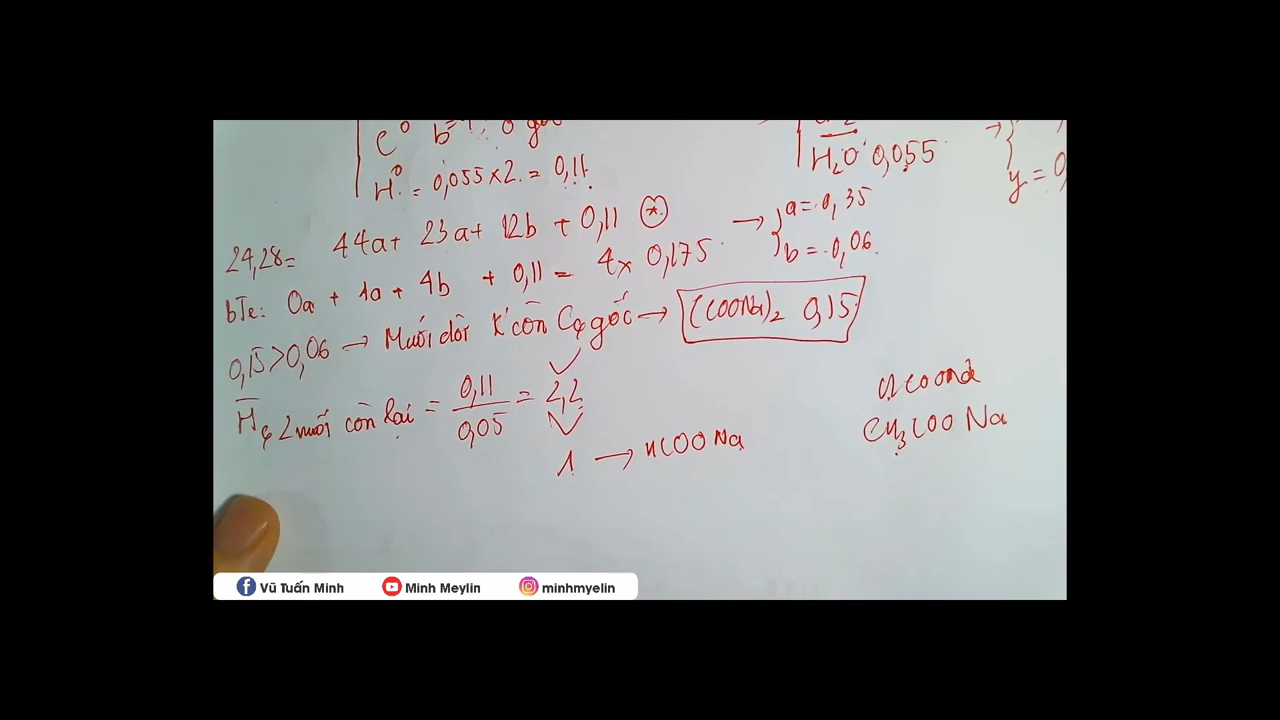 C⁰ b
H₂O 0,055
H⁰ = 0,055×2 = 0,11
y = 0,
24,28 = 44a + 23a + 12b + 0,11 (*) → { a = 0,35
bTe: 0a + 1a + 4b + 0,11 = 4 × 0,175
b = 0,06
0,15 > 0,06 → Muối đôi K còn C ở gốc → (COONa)₂ 0,15
H̅ ở 2 muối còn lại = 0,11/0,05 = 2,2
1 → HCOONa
CH₃COONa
Vũ Tuấn Minh Minh Meylin minhmyelin